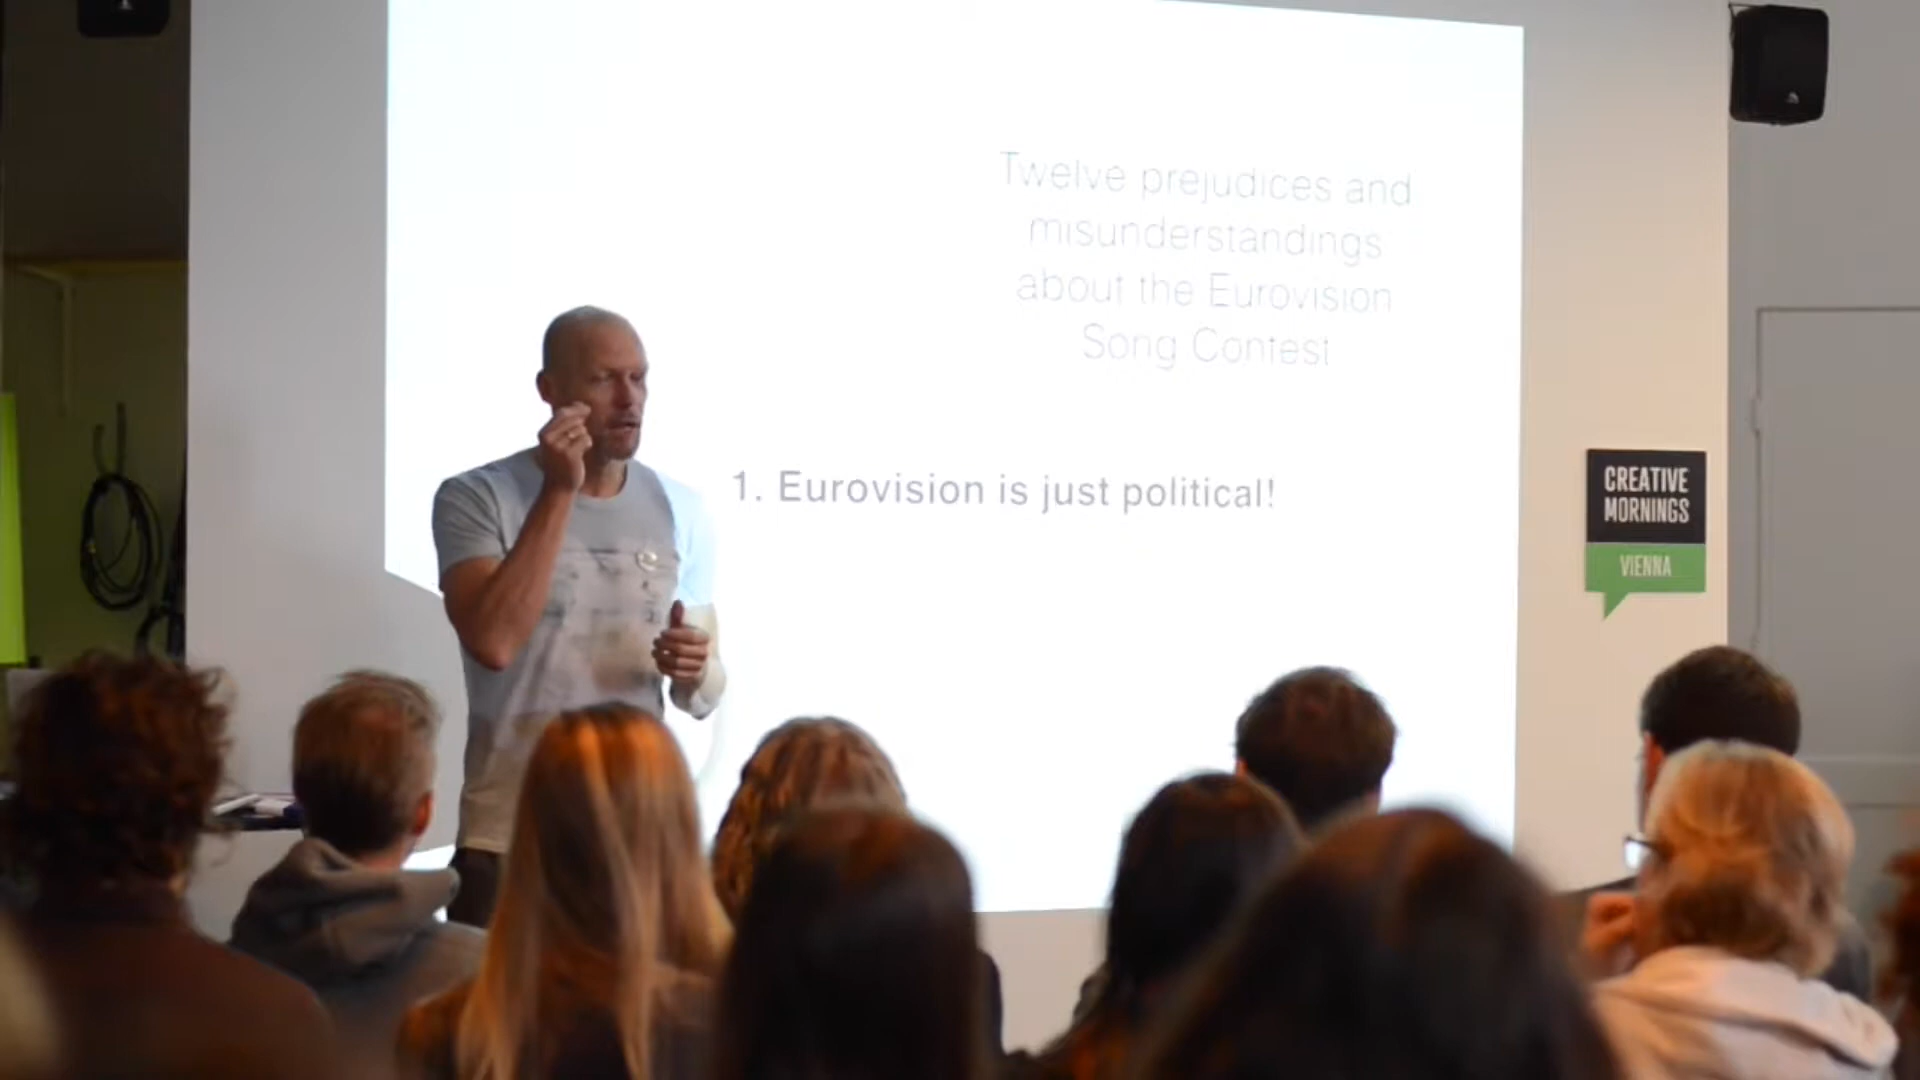 Twelve prejudices and
misunderstandings
about the Eurovision
Song Contest
1. Eurovision is just political!
CREATIVE
MORNINGS
VIENNA